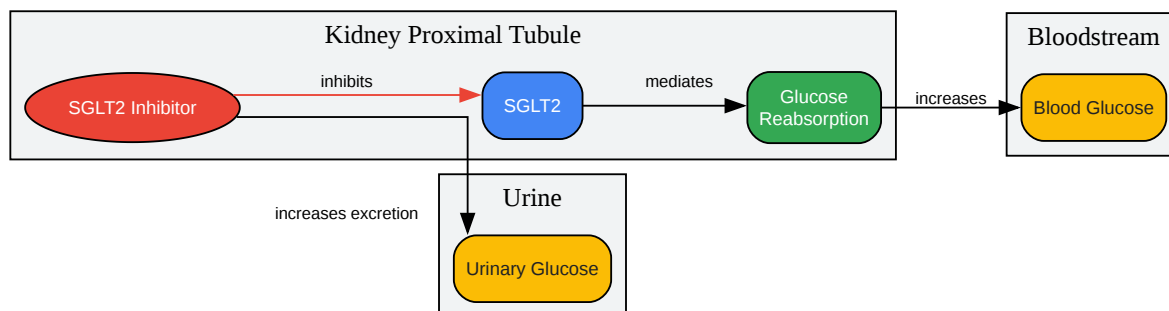 Kidney Proximal Tubule
Bloodstream
inhibits
mediates
increases
SGLT2 Inhibitor
SGLT2
Glucose
Reabsorption
Blood Glucose
Urine
increases excretion
Urinary Glucose